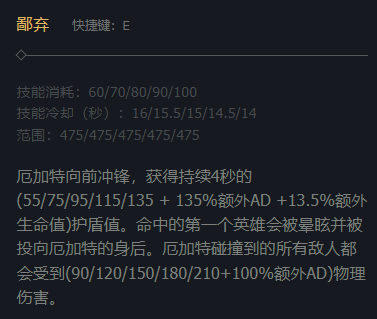 鄙弃 快捷键：E
技能消耗：60/70/80/90/100
技能冷却（秒）：16/15.5/15/14.5/14
范围：475/475/475/475/475
厄加特向前冲锋，获得持续4秒的
(55/75/95/115/135 + 135%额外AD +13.5%额外
生命值)护盾值。命中的第一个英雄会被晕眩并被
投向厄加特的身后。厄加特碰撞到的所有敌人都
会受到(90/120/150/180/210+100%额外AD)物理
伤害。